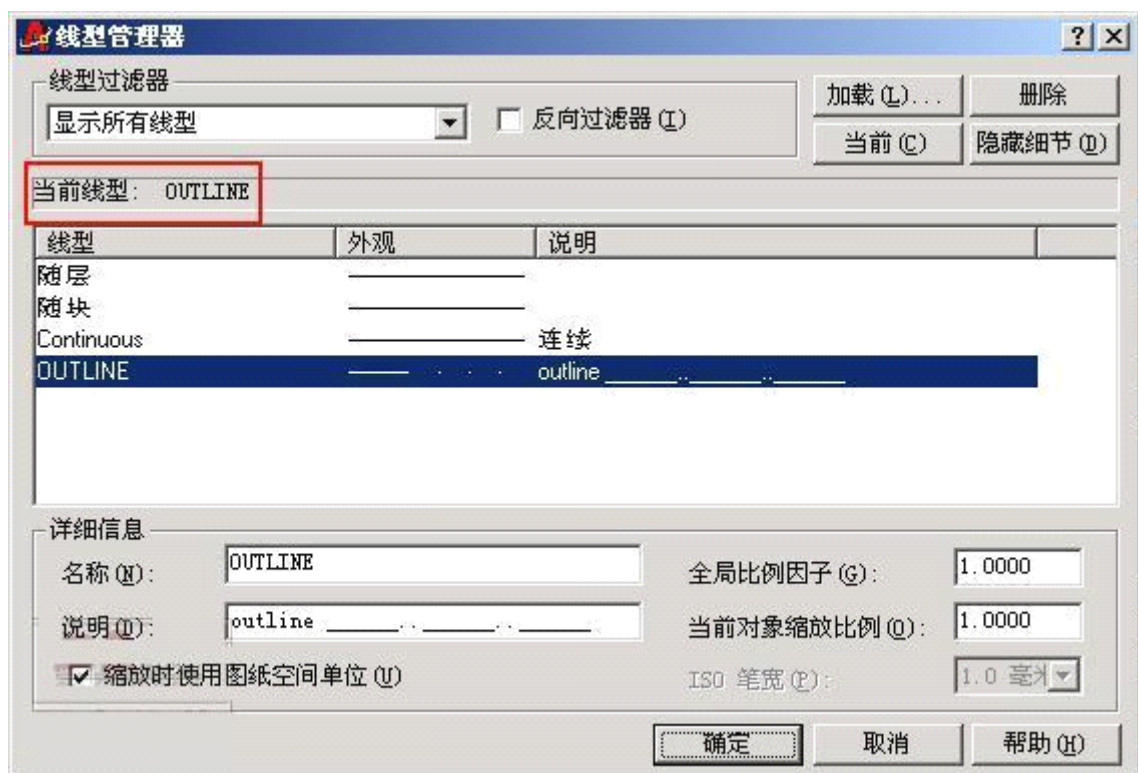 线型管理器
线型过滤器
显示所有线型
反向过滤器(I)
加载(L)...
删除
当前(C)
隐藏细节(D)
当前线型: OUTLINE
线型 外观 说明
随层
随块
Continuous 连续
OUTLINE outline ______..______..______
详细信息
名称(N): OUTLINE
全局比例因子(G): 1.0000
说明(D): outline ______..______..______
当前对象缩放比例(O): 1.0000
缩放时使用图纸空间单位(U)
ISO 笔宽(P): 1.0 毫米
确定
取消
帮助(H)